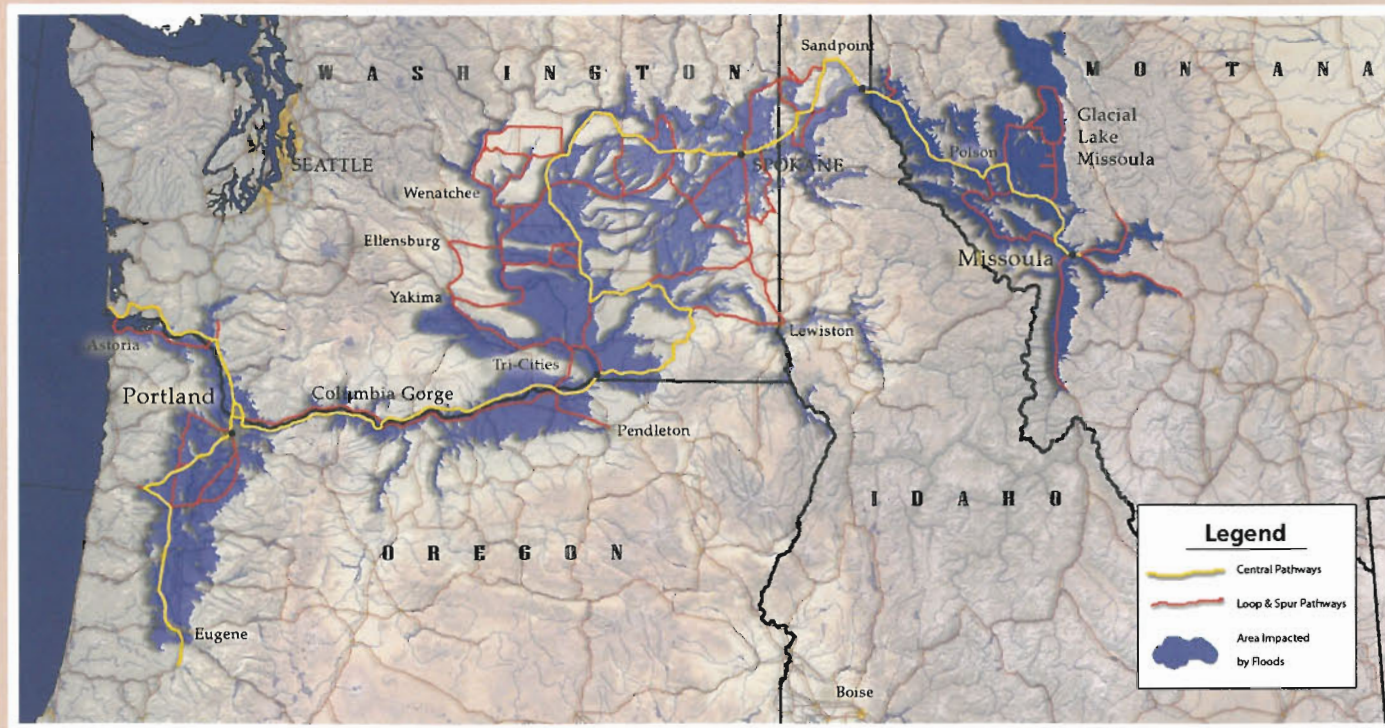 WASHINGTON
Sandpoint
MONTANA
Glacial
Lake
Missoula
SEATTLE
SPOKANE
Polson
Wenatchee
Ellensburg
Missoula
Yakima
Lewiston
Astoria
Tri-Cities
Portland
Columbia Gorge
Pendleton
IDAHO
OREGON
Eugene
Boise
Legend
Central Pathways
Loop & Spur Pathways
Area Impacted
by Floods